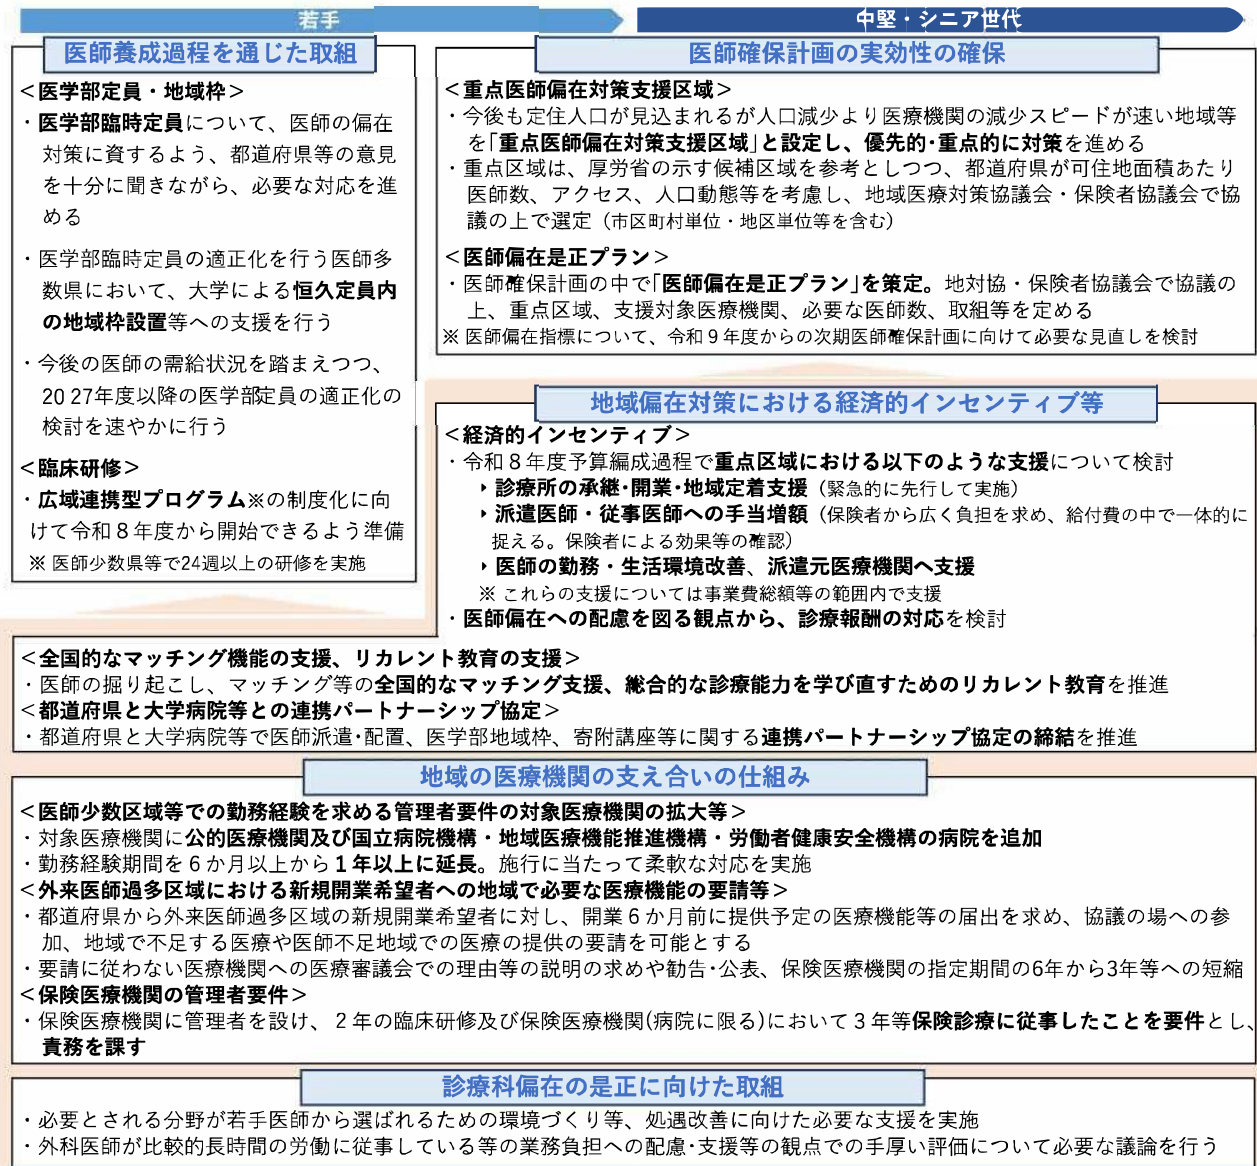 若手
中堅・シニア世代
医師養成過程を通じた取組
＜医学部定員・地域枠＞
・医学部臨時定員について、医師の偏在
対策に資するよう、都道府県等の意見
を十分に聞きながら、必要な対応を進
める
・医学部臨時定員の適正化を行う医師多
数県において、大学による恒久定員内
の地域枠設置等への支援を行う
・今後の医師の需給状況を踏まえつつ、
2027年度以降の医学部定員の適正化の
検討を速やかに行う
＜臨床研修＞
・広域連携型プログラム※の制度化に向
けて令和８年度から開始できるよう準備
※ 医師少数県等で24週以上の研修を実施
医師確保計画の実効性の確保
＜重点医師偏在対策支援区域＞
・今後も定住人口が見込まれるが人口減少より医療機関の減少スピードが速い地域等
を「重点医師偏在対策支援区域」と設定し、優先的・重点的に対策を進める
・重点区域は、厚労省の示す候補区域を参考としつつ、都道府県が可住地面積あたり
医師数、アクセス、人口動態等を考慮し、地域医療対策協議会・保険者協議会で協
議の上で選定（市区町村単位・地区単位等を含む）
＜医師偏在是正プラン＞
・医師確保計画の中で「医師偏在是正プラン」を策定。地対協・保険者協議会で協議の
上、重点区域、支援対象医療機関、必要な医師数、取組等を定める
※ 医師偏在指標について、令和９年度からの次期医師確保計画に向けて必要な見直しを検討
地域偏在対策における経済的インセンティブ等
＜経済的インセンティブ＞
・令和８年度予算編成過程で重点区域における以下のような支援について検討
‣ 診療所の承継・開業・地域定着支援（緊急的に先行して実施）
‣ 派遣医師・従事医師への手当増額（保険者から広く負担を求め、給付費の中で一体的に
捉える。保険者による効果等の確認）
‣ 医師の勤務・生活環境改善、派遣元医療機関へ支援
※ これらの支援については事業費総額等の範囲内で支援
・医師偏在への配慮を図る観点から、診療報酬の対応を検討
＜全国的なマッチング機能の支援、リカレント教育の支援＞
・医師の掘り起こし、マッチング等の全国的なマッチング支援、総合的な診療能力を学び直すためのリカレント教育を推進
＜都道府県と大学病院等との連携パートナーシップ協定＞
・都道府県と大学病院等で医師派遣・配置、医学部地域枠、寄附講座等に関する連携パートナーシップ協定の締結を推進
地域の医療機関の支え合いの仕組み
＜医師少数区域等での勤務経験を求める管理者要件の対象医療機関の拡大等＞
・対象医療機関に公的医療機関及び国立病院機構・地域医療機能推進機構・労働者健康安全機構の病院を追加
・勤務経験期間を６か月以上から１年以上に延長。施行に当たって柔軟な対応を実施
＜外来医師過多区域における新規開業希望者への地域で必要な医療機能の要請等＞
・都道府県から外来医師過多区域の新規開業希望者に対し、開業６か月前に提供予定の医療機能等の届出を求め、協議の場への参
加、地域で不足する医療や医師不足地域での医療の提供の要請を可能とする
・要請に従わない医療機関への医療審議会での理由等の説明の求めや勧告・公表、保険医療機関の指定期間の6年から3年等への短縮
＜保険医療機関の管理者要件＞
・保険医療機関に管理者を設け、２年の臨床研修及び保険医療機関(病院に限る)において３年等保険診療に従事したことを要件とし、
責務を課す
診療科偏在の是正に向けた取組
・必要とされる分野が若手医師から選ばれるための環境づくり等、処遇改善に向けた必要な支援を実施
・外科医師が比較的長時間の労働に従事している等の業務負担への配慮・支援等の観点での手厚い評価について必要な議論を行う